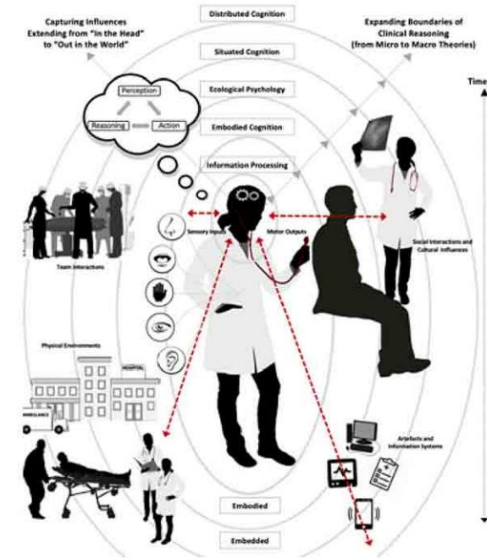 Capturing Influences
Extending from "In the Head"
to "Out in the World"
Distributed Cognition
Expanding Boundaries of
Clinical Reasoning
(from Micro to Macro Theories)
Situated Cognition
Time
Ecological Psychology
Perception
Reasoning
Action
Embodied Cognition
Information Processing
Sensory Inputs
Motor Outputs
Social Interactions and
Cultural Influences
Team Interactions
Physical Environments
HOSPITAL
AMBULANCE
Artefacts and
Information Systems
Embodied
Embedded